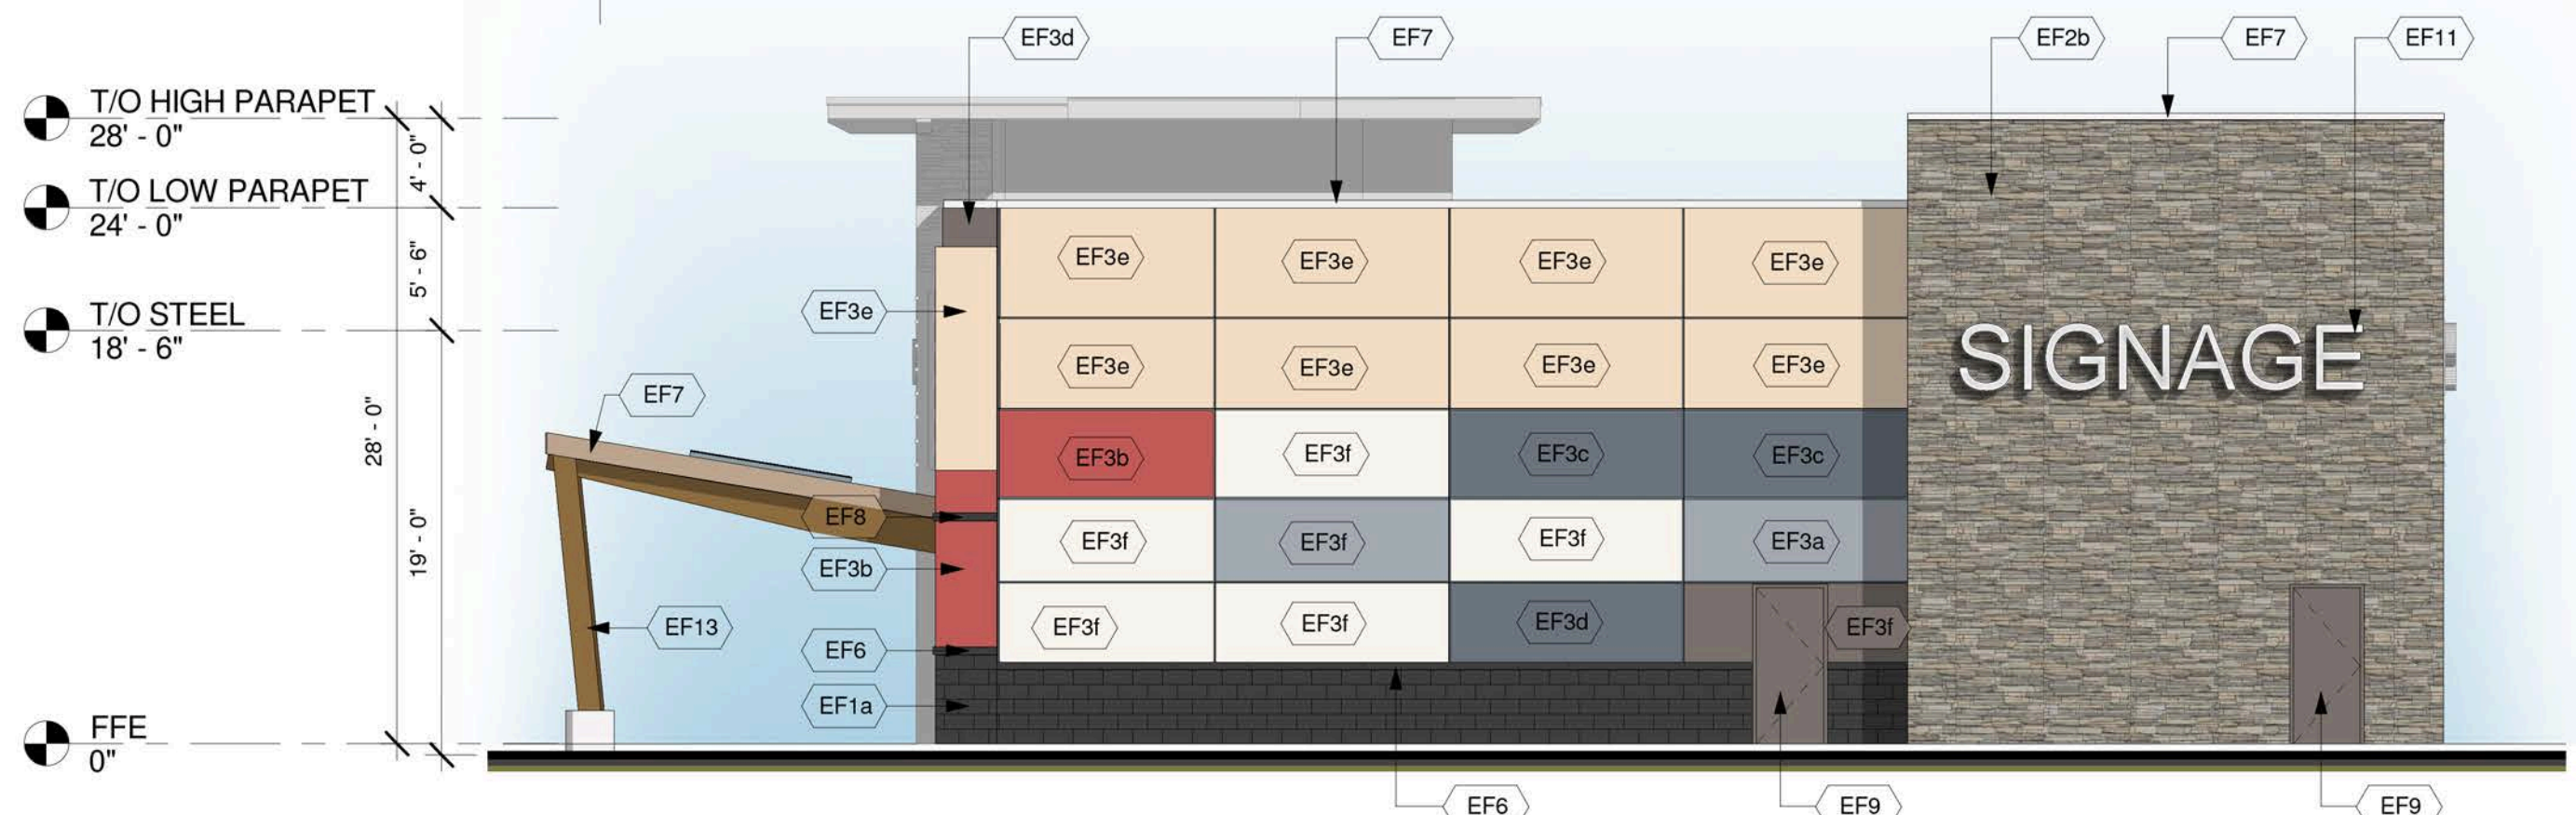 EF3d
EF7
EF2b
EF7
EF11
T/O HIGH PARAPET
28' - 0"
4' - 0"
T/O LOW PARAPET
24' - 0"
5' - 6"
T/O STEEL
18' - 6"
28' - 0"
19' - 0"
FFE
0"
EF3e
EF3e
EF3e
EF3e
EF3e
EF3e
EF3e
EF3e
EF3e
SIGNAGE
EF7
EF3b
EF3f
EF3c
EF3c
EF8
EF3f
EF3f
EF3f
EF3a
EF3b
EF13
EF3f
EF3f
EF3d
EF3f
EF6
EF1a
EF6
EF9
EF9